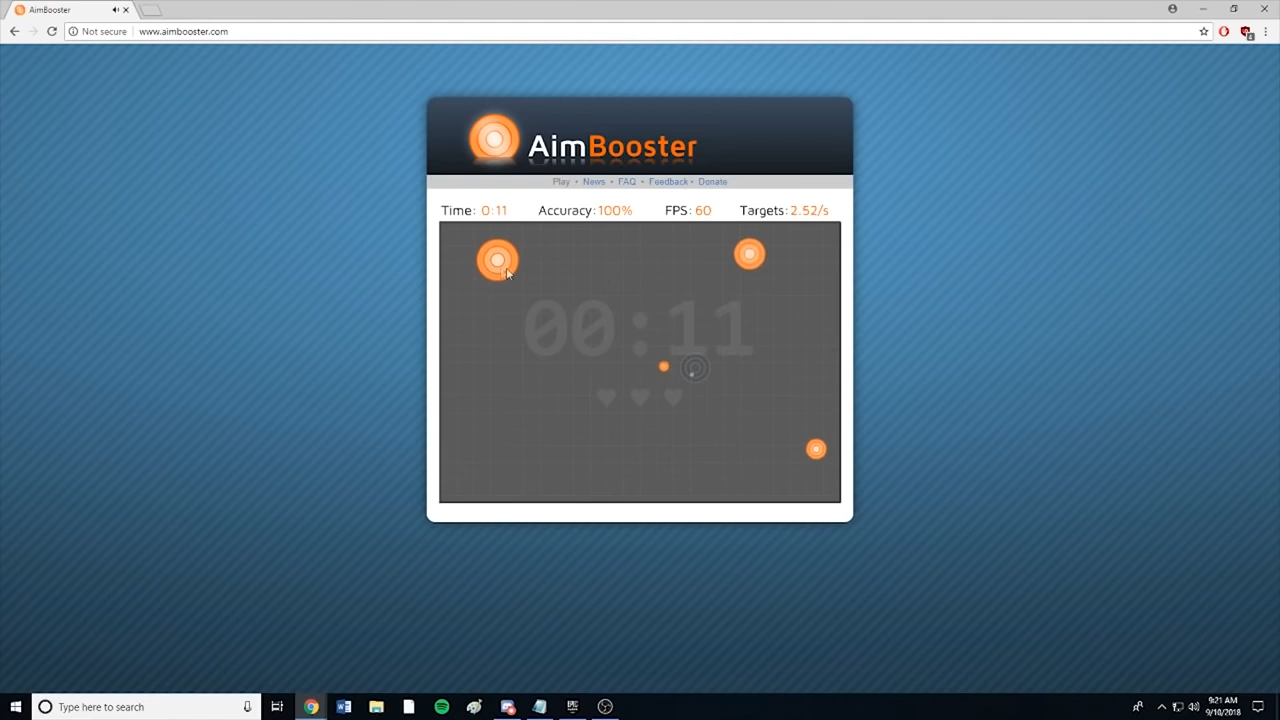 AimBooster
Not secure www.aimbooster.com
AimBooster
Play • News • FAQ • Feedback • Donate
Time: 0:11 Accuracy: 100% FPS: 60 Targets: 2.52/s
00:11
Type here to search
9:21 AM
9/10/2018